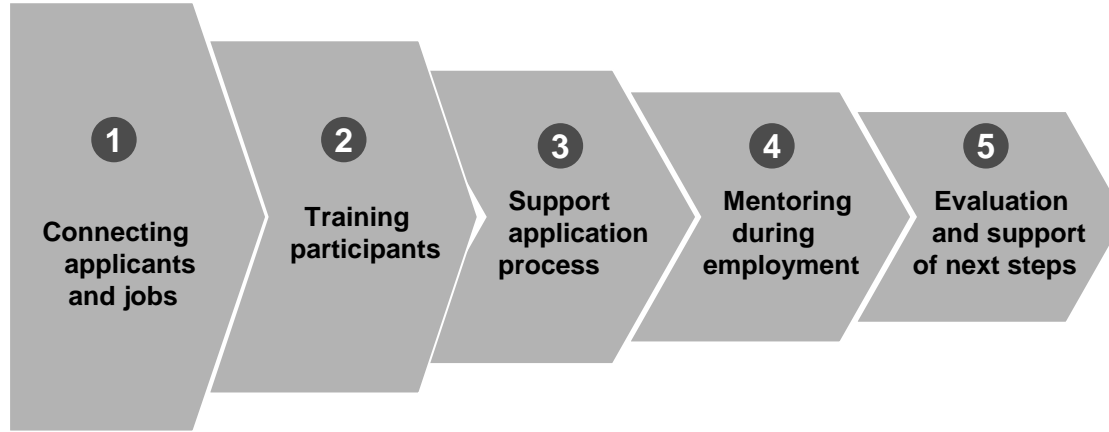 1
Connecting
applicants
and jobs
2
Training
participants
3
Support
application
process
4
Mentoring
during
employment
5
Evaluation
and support
of next steps